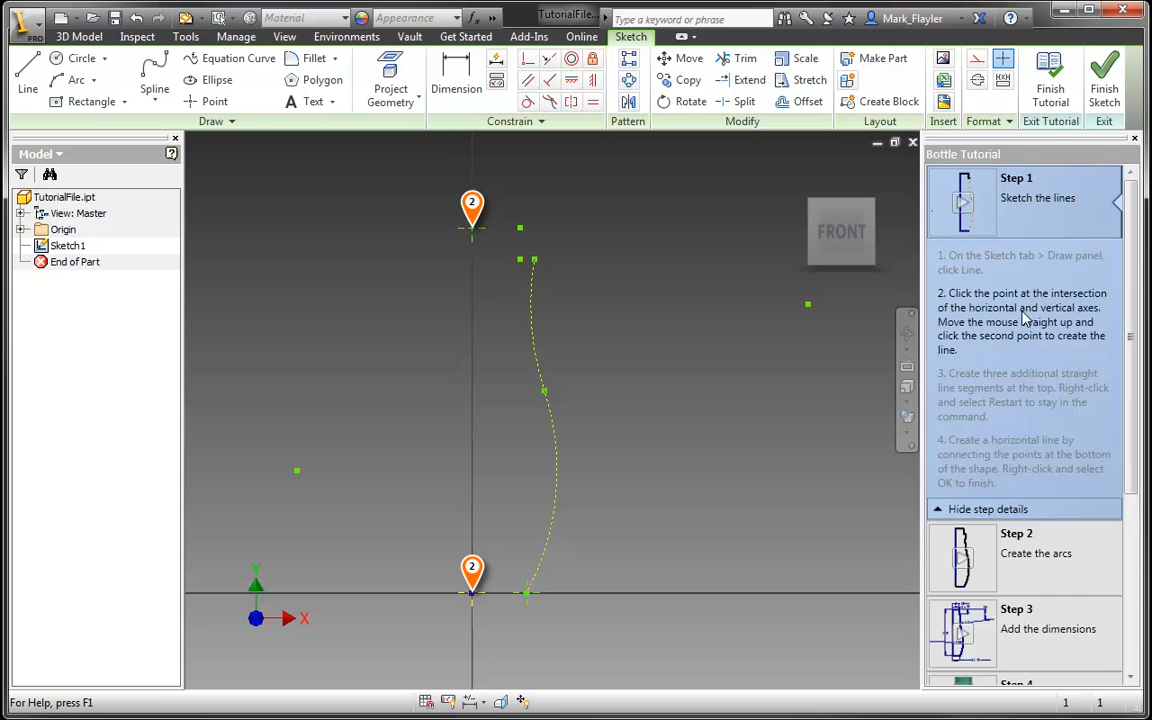 Material
Appearance
TutorialFile...
Type a keyword or phrase
Mark_Flayler
PRO
3D Model
Inspect
Tools
Manage
View
Environments
Vault
Get Started
Add-Ins
Online
Sketch
Line
Circle
Arc
Rectangle
Spline
Equation Curve
Ellipse
Point
Fillet
Polygon
Text
Project
Geometry
Dimension
Move
Copy
Rotate
Trim
Extend
Split
Scale
Stretch
Offset
Make Part
Create Block
Finish
Tutorial
Finish
Sketch
Draw
Constrain
Pattern
Modify
Layout
Insert
Format
Exit Tutorial
Exit
Model
TutorialFile.ipt
View: Master
Origin
Sketch1
End of Part
2
2
FRONT
Y
X
Bottle Tutorial
Step 1
Sketch the lines
1. On the Sketch tab > Draw panel,
click Line.
2. Click the point at the intersection
of the horizontal and vertical axes.
Move the mouse straight up and
click the second point to create the
line.
3. Create three additional straight
line segments at the top. Right-click
and select Restart to stay in the
command.
4. Create a horizontal line by
connecting the points at the bottom
of the shape. Right-click and select
OK to finish.
Hide step details
Step 2
Create the arcs
Step 3
Add the dimensions
For Help, press F1
1
1